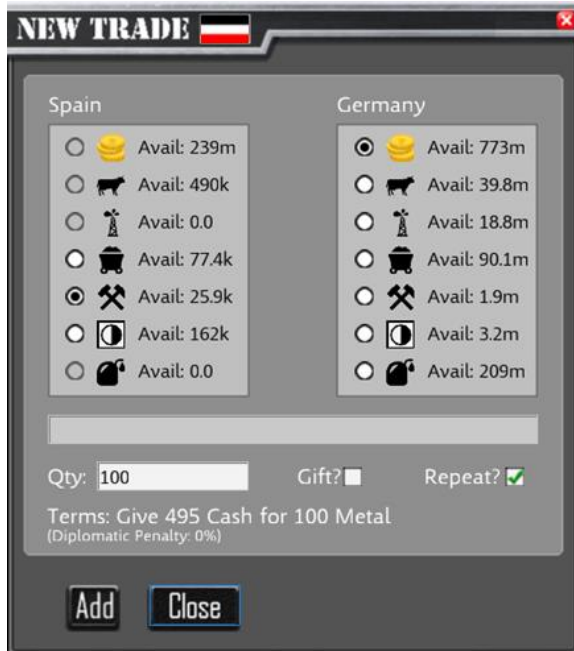 NEW TRADE
Spain
Avail: 239m
Avail: 490k
Avail: 0.0
Avail: 77.4k
Avail: 25.9k
Avail: 162k
Avail: 0.0
Germany
Avail: 773m
Avail: 39.8m
Avail: 18.8m
Avail: 90.1m
Avail: 1.9m
Avail: 3.2m
Avail: 209m
Qty: 100 Gift? Repeat?
Terms: Give 495 Cash for 100 Metal
(Diplomatic Penalty: 0%)
Add Close